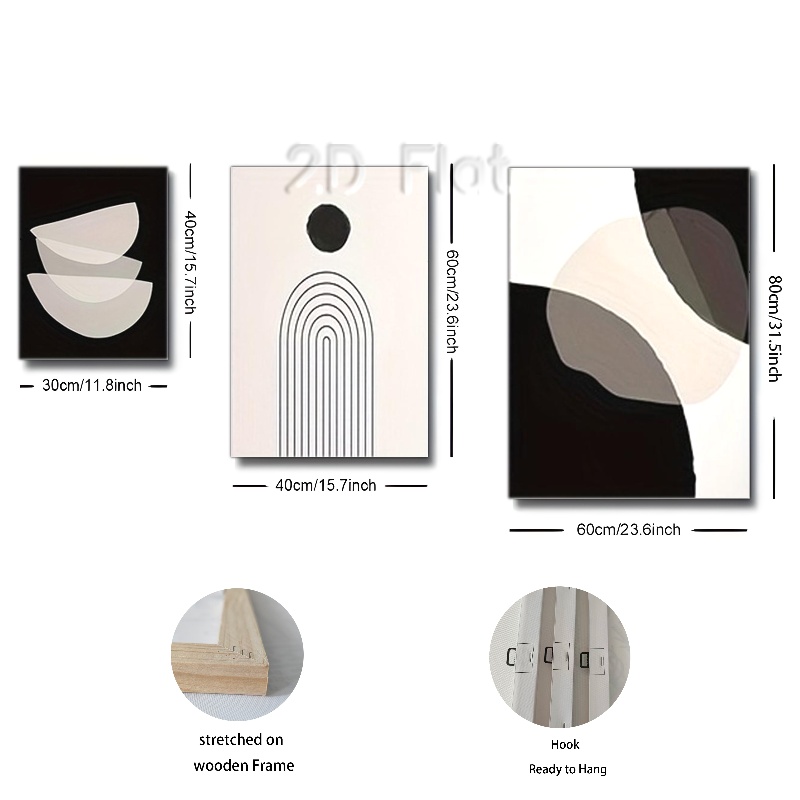 2D Flat
40cm/15.7inch
30cm/11.8inch
60cm/23.6inch
40cm/15.7inch
80cm/31.5inch
60cm/23.6inch
stretched on
wooden Frame
Hook
Ready to Hang